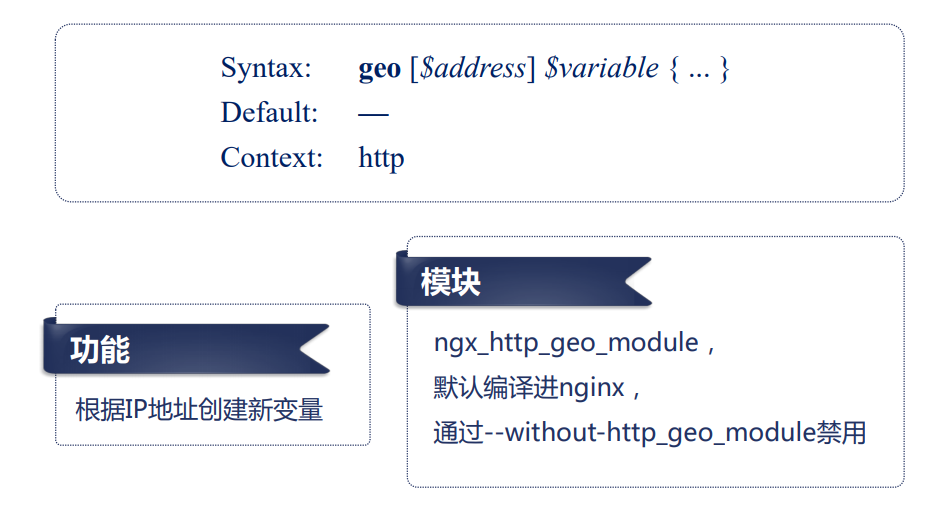 Syntax: geo [$address] $variable { ... }
Default: —
Context: http
功能
根据IP地址创建新变量
模块
ngx_http_geo_module，
默认编译进nginx，
通过--without-http_geo_module禁用